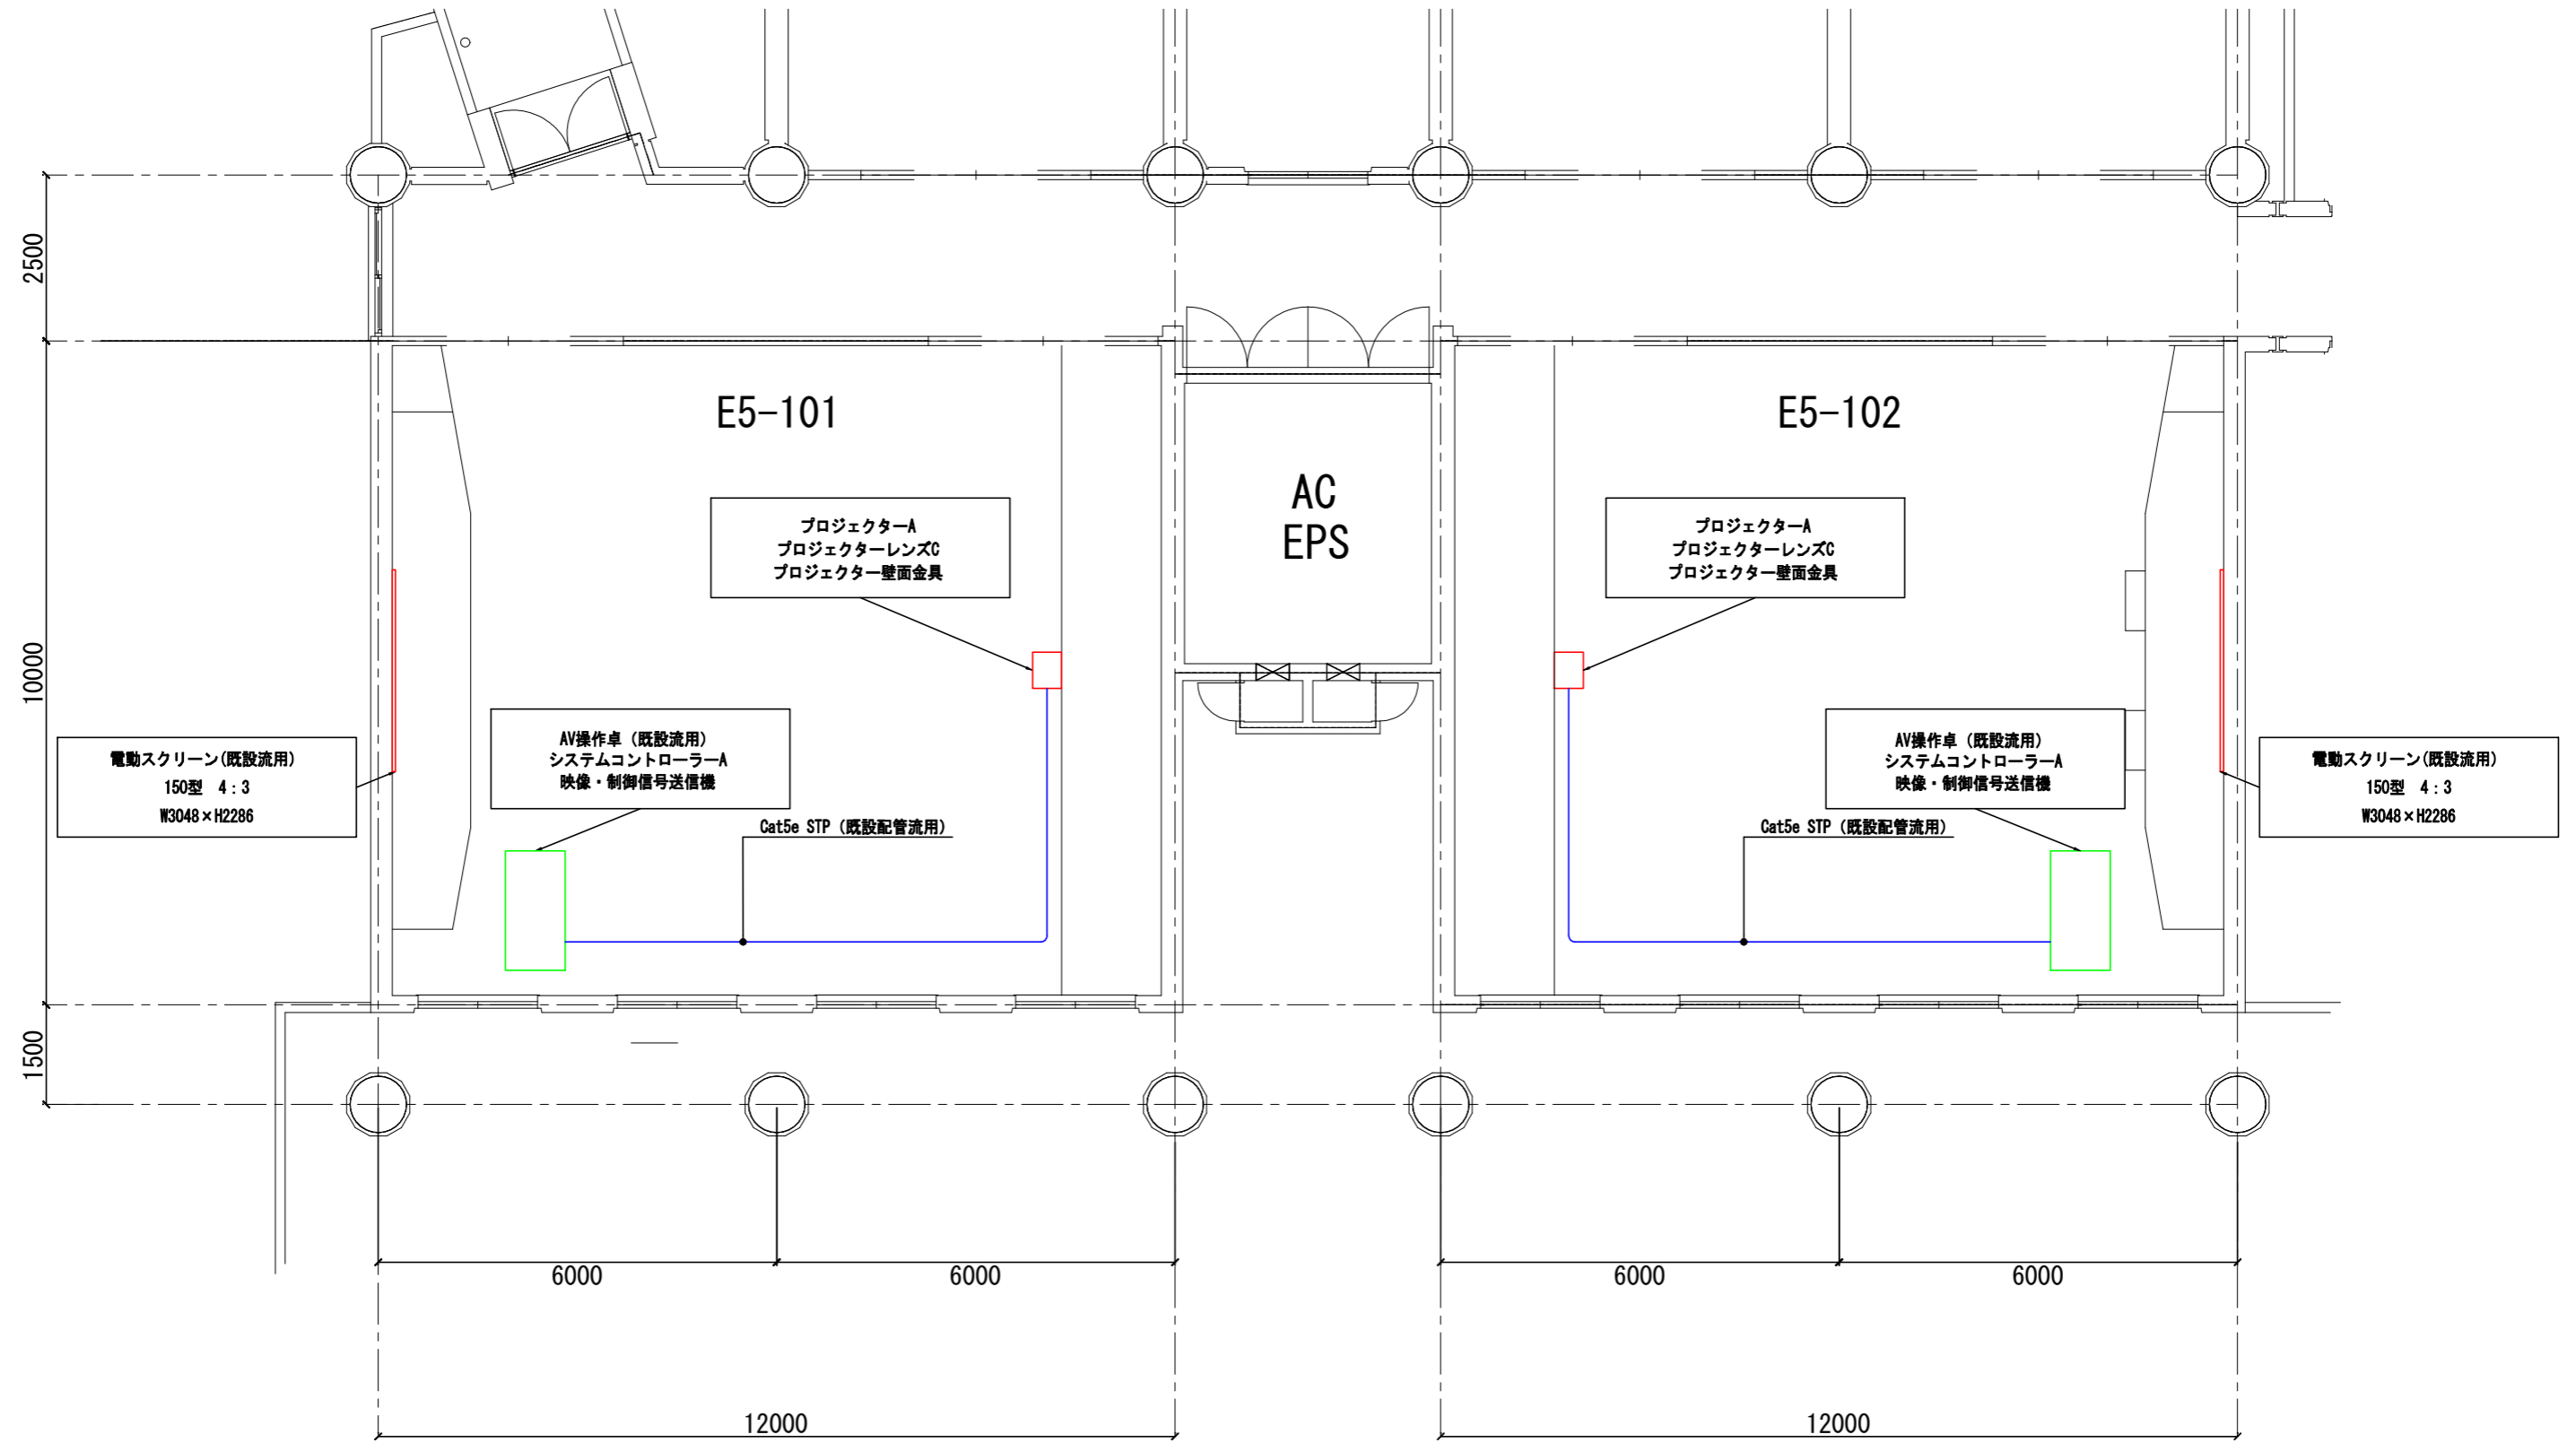 2500
10000
1500
E5-101
E5-102
AC
EPS
プロジェクターA
プロジェクターレンズC
プロジェクター壁面金具
プロジェクターA
プロジェクターレンズC
プロジェクター壁面金具
AV操作卓（既設流用）
システムコントローラーA
映像・制御信号送信機
AV操作卓（既設流用）
システムコントローラーA
映像・制御信号送信機
電動スクリーン(既設流用)
150型　4：3
W3048×H2286
電動スクリーン(既設流用)
150型　4：3
W3048×H2286
Cat5e STP（既設配管流用）
Cat5e STP（既設配管流用）
6000
6000
6000
6000
12000
12000